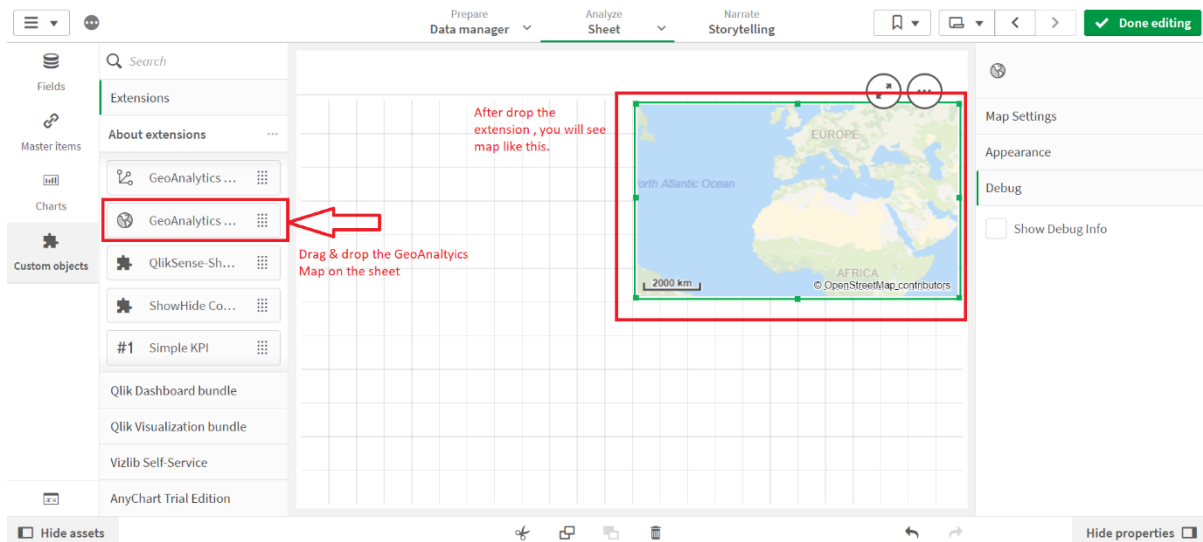 Prepare
Data manager
Analyze
Sheet
Narrate
Storytelling
Done editing
Fields
Master items
Charts
Custom objects
Search
Extensions
About extensions
GeoAnalytics ...
GeoAnalytics ...
QlikSense-Sh...
ShowHide Co...
#1 Simple KPI
Qlik Dashboard bundle
Qlik Visualization bundle
Vizlib Self-Service
AnyChart Trial Edition
After drop the
extension , you will see
map like this.
Drag & drop the GeoAnaltyics
Map on the sheet
EUROPE
orth Atlantic Ocean
AFRICA
2000 km
© OpenStreetMap contributors
Map Settings
Appearance
Debug
Show Debug Info
Hide assets
Hide properties